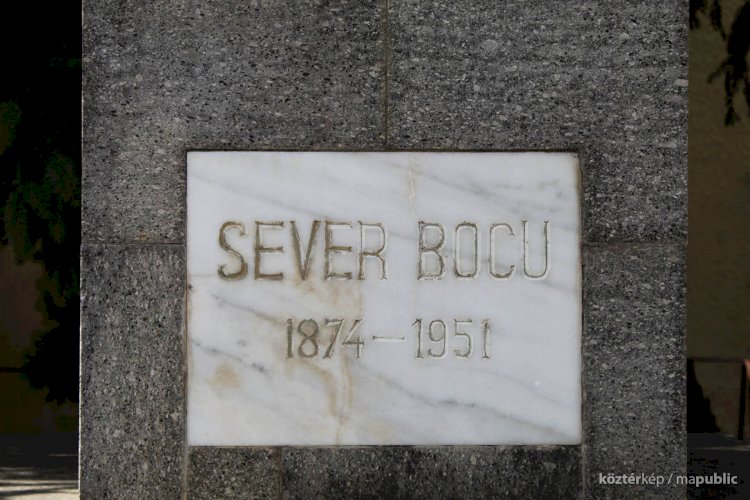 SEVER BOCU
1874-1951
köztérkép / mapublic